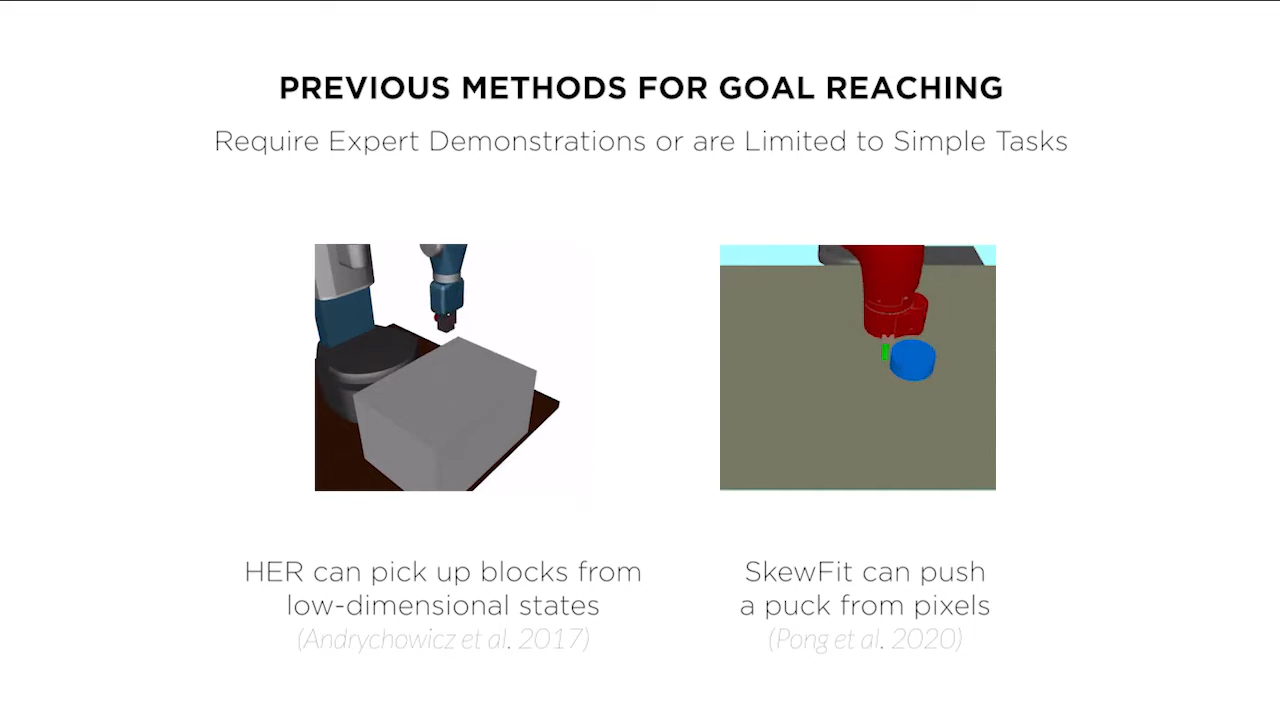 PREVIOUS METHODS FOR GOAL REACHING
Require Expert Demonstrations or are Limited to Simple Tasks
HER can pick up blocks from
low-dimensional states
(Andrychowicz et al. 2017)
SkewFit can push
a puck from pixels
(Pong et al. 2020)